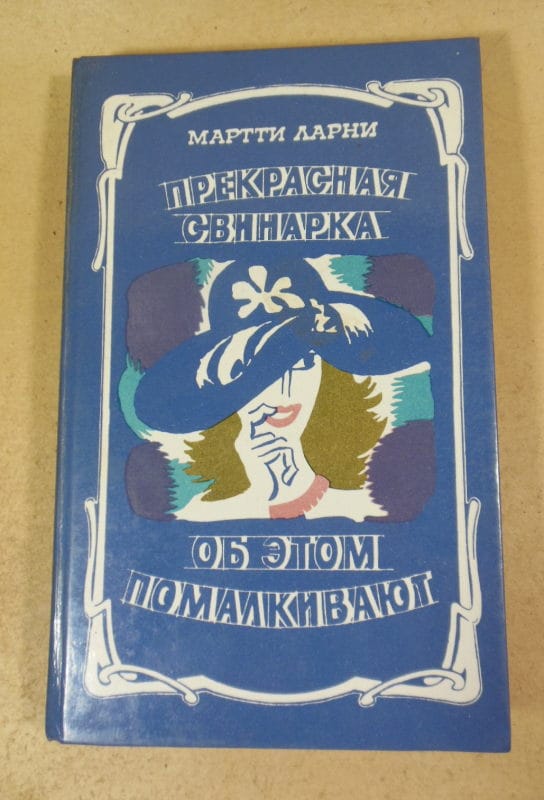 МАРТТИ ЛАРНИ
ПРЕКРАСНАЯ
СВИНАРКА
ОБ ЭТОМ
ПОМАЛКИВАЮТ